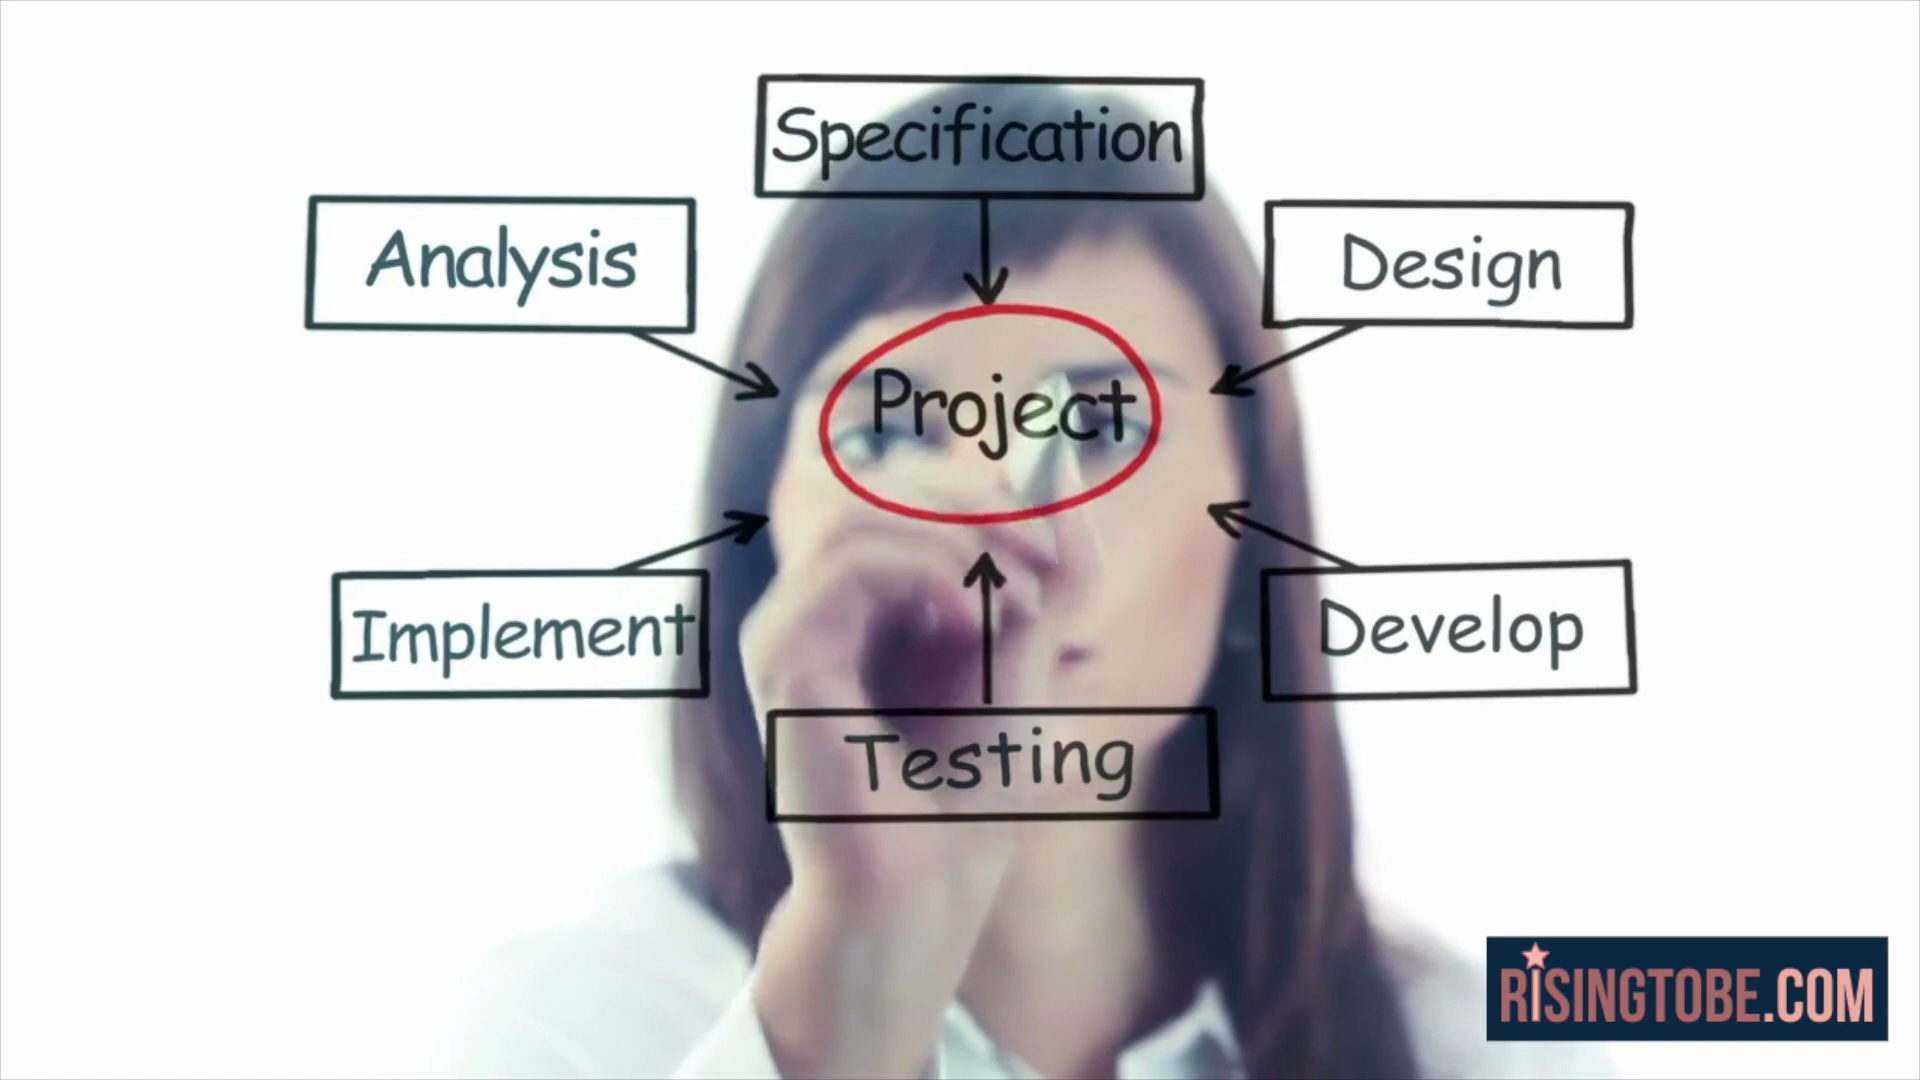 Specification
Analysis
Design
Project
Implement
Develop
Testing
RISINGTOBE.COM